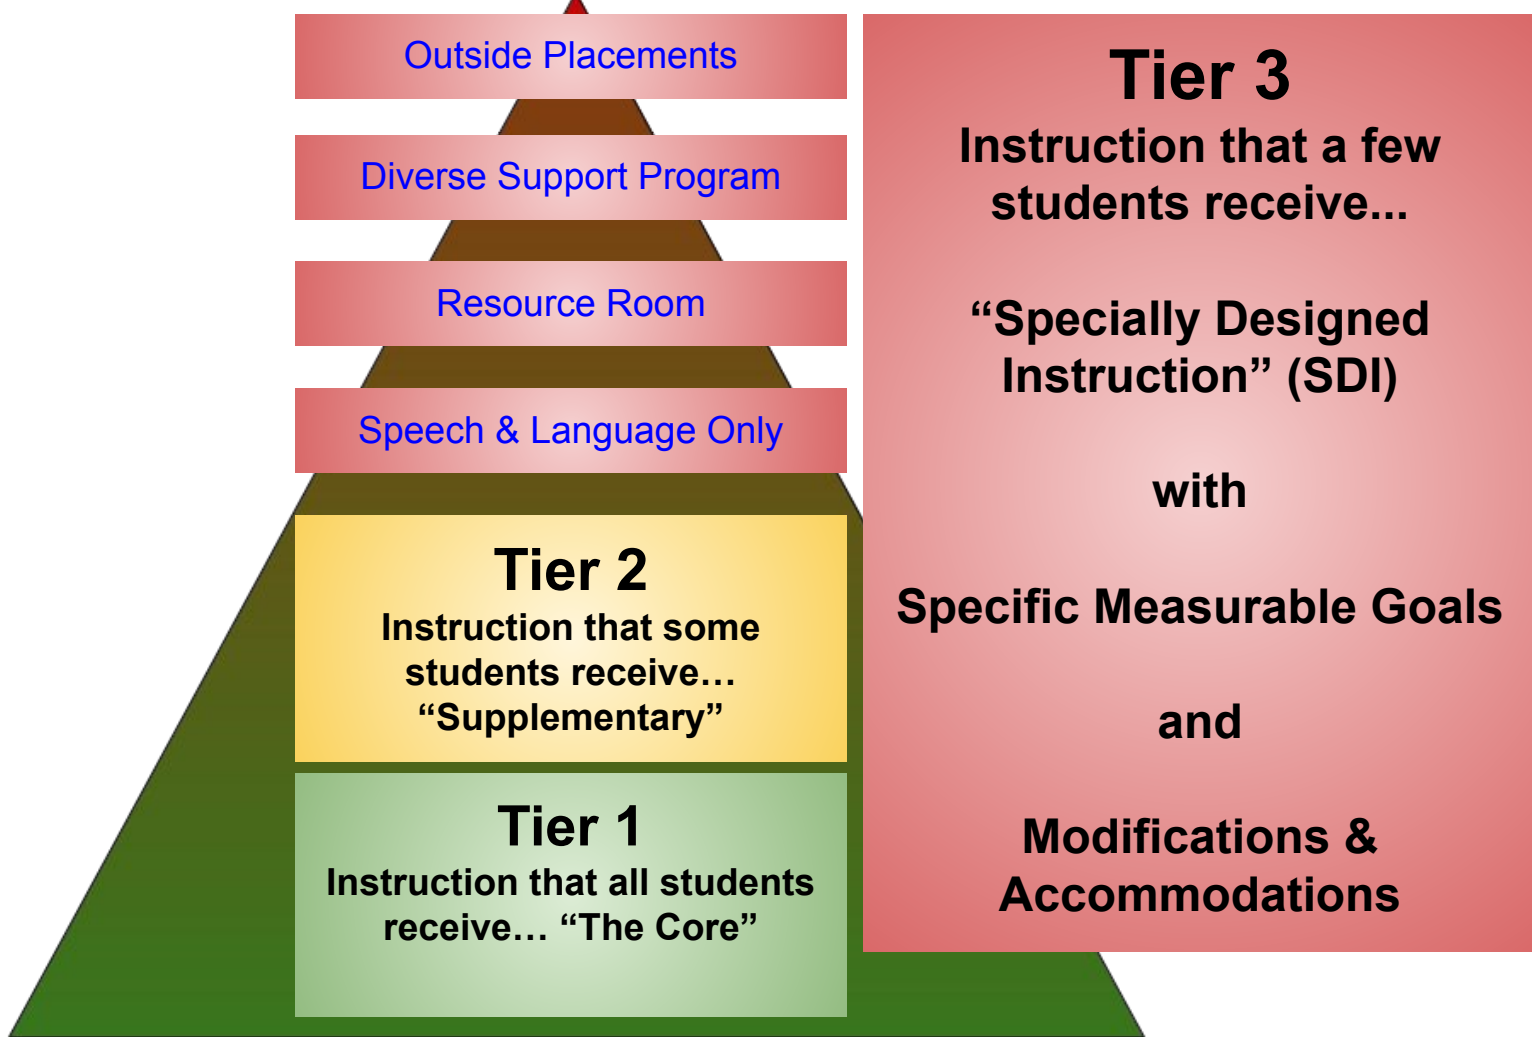 Outside Placements
Diverse Support Program
Resource Room
Speech & Language Only
Tier 2
Instruction that some
students receive…
“Supplementary”
Tier 1
Instruction that all students
receive… “The Core”
Tier 3
Instruction that a few
students receive...
“Specially Designed
Instruction” (SDI)
with
Specific Measurable Goals
and
Modifications &
Accommodations